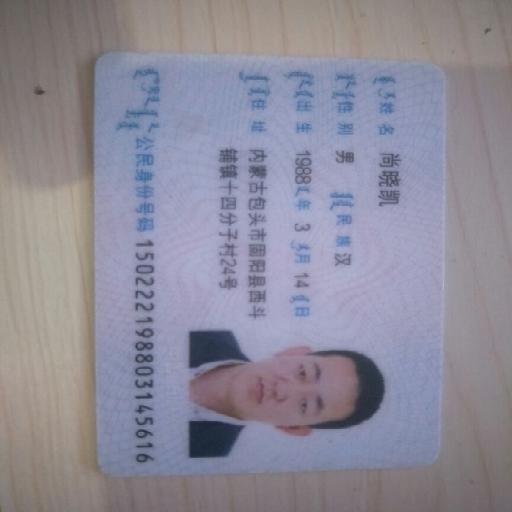 姓名 尚晓凯
性别 男 民族 汉
出生 1988 年 3 月 14 日
住址 内蒙古包头市固阳县西斗
铺镇十四分子村24号
公民身份号码 150222198803145616